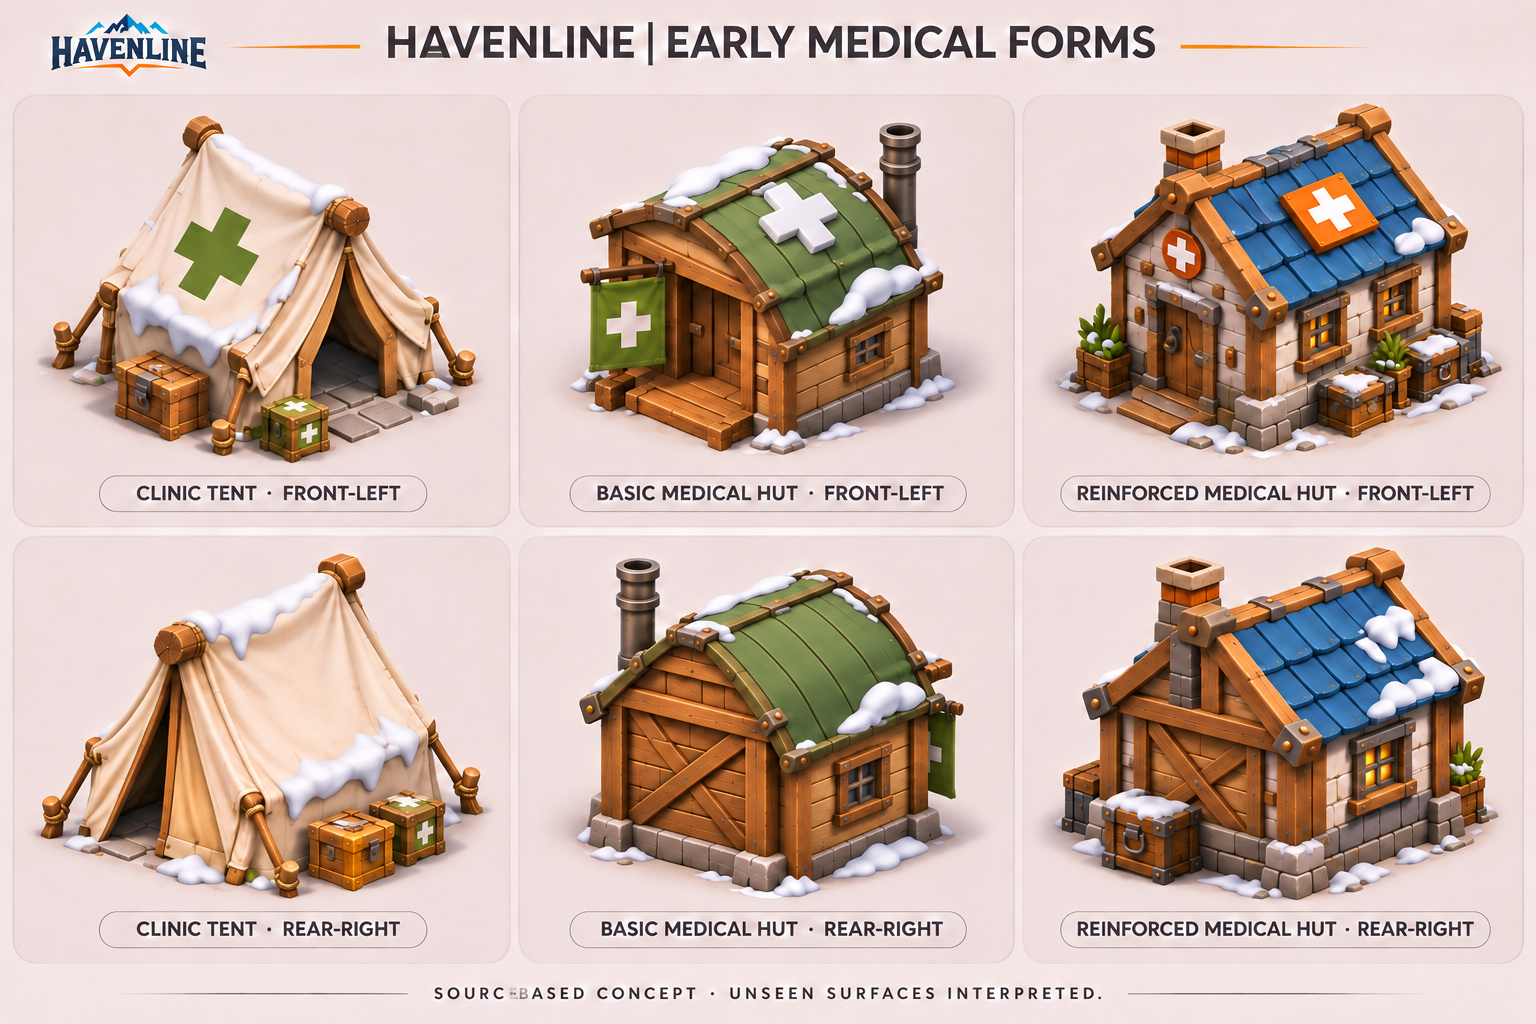 HAVENLINE
HAVENLINE | EARLY MEDICAL FORMS
CLINIC TENT · FRONT-LEFT
BASIC MEDICAL HUT · FRONT-LEFT
REINFORCED MEDICAL HUT · FRONT-LEFT
CLINIC TENT · REAR-RIGHT
BASIC MEDICAL HUT · REAR-RIGHT
REINFORCED MEDICAL HUT · REAR-RIGHT
CONCEPT · UNSEEN SURFACES INTERPRETED.